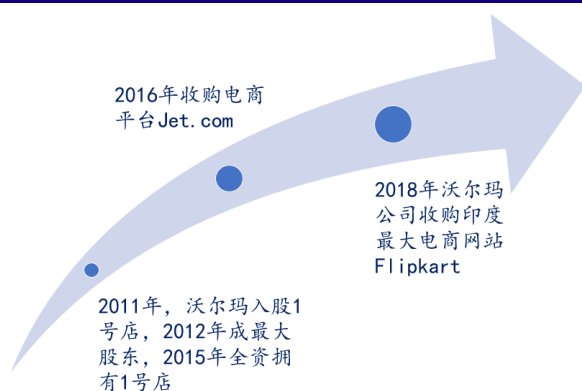 2016年收购电商
平台Jet.com
2018年沃尔玛
公司收购印度
最大电商网站
Flipkart
2011年，沃尔玛入股1
号店，2012年成最大
股东，2015年全资拥
有1号店